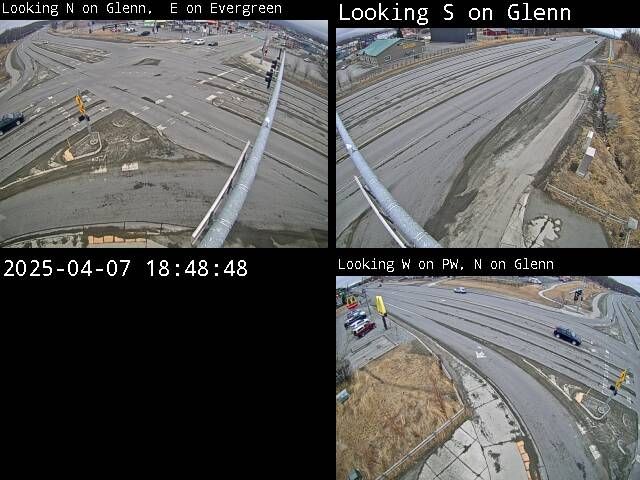 Looking N on Glenn,  E on Evergreen
Looking S on Glenn
2025-04-07 18:48:48
Looking W on PW, N on Glenn